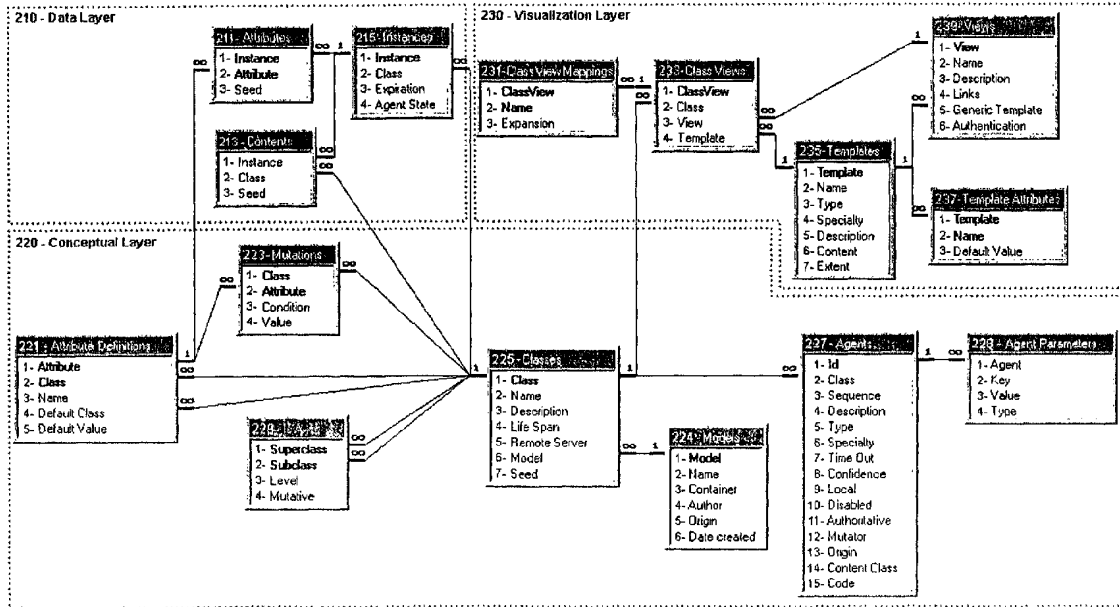 210 - Data Layer
211 - Attributes
1- Instance
2- Attribute
3- Seed
215 - Instances
1- Instance
2- Class
3- Expiration
4- Agent State
213 - Contents
1- Instance
2- Class
3- Seed
230 - Visualization Layer
231-Class View Mappings
1- ClassView
2- Name
3- Expansion
233- Class Views
1- ClassView
2- Class
3- View
4- Template
Views
1- View
2- Name
3- Description
4- Links
5- Generic Template
6- Authentication
235- Templates
1- Template
2- Name
3- Type
4- Specialty
5- Description
6- Content
7- Extent
237- Template Attributes
1- Template
2- Name
3- Default Value
220 - Conceptual Layer
223- Mutations
1- Class
2- Attribute
3- Condition
4- Value
221 - Attribute Definitions
1- Attribute
2- Class
3- Name
4- Default Class
5- Default Value
1- Superclass
2- Subclass
3- Level
4- Mutative
225- Classes
1- Class
2- Name
3- Description
4- Life Span
5- Remote Server
6- Model
7- Seed
224 - Models
1- Model
2- Name
3- Container
4- Author
5- Origin
6- Date created
227 - Agents
1- Id
2- Class
3- Sequence
4- Description
5- Type
6- Specialty
7- Time Out
8- Confidence
9- Local
10- Disabled
11- Authoritative
12- Mutator
13- Origin
14- Content Class
15- Code
228 - Agent Parameters
1- Agent
2- Key
3- Value
4- Type